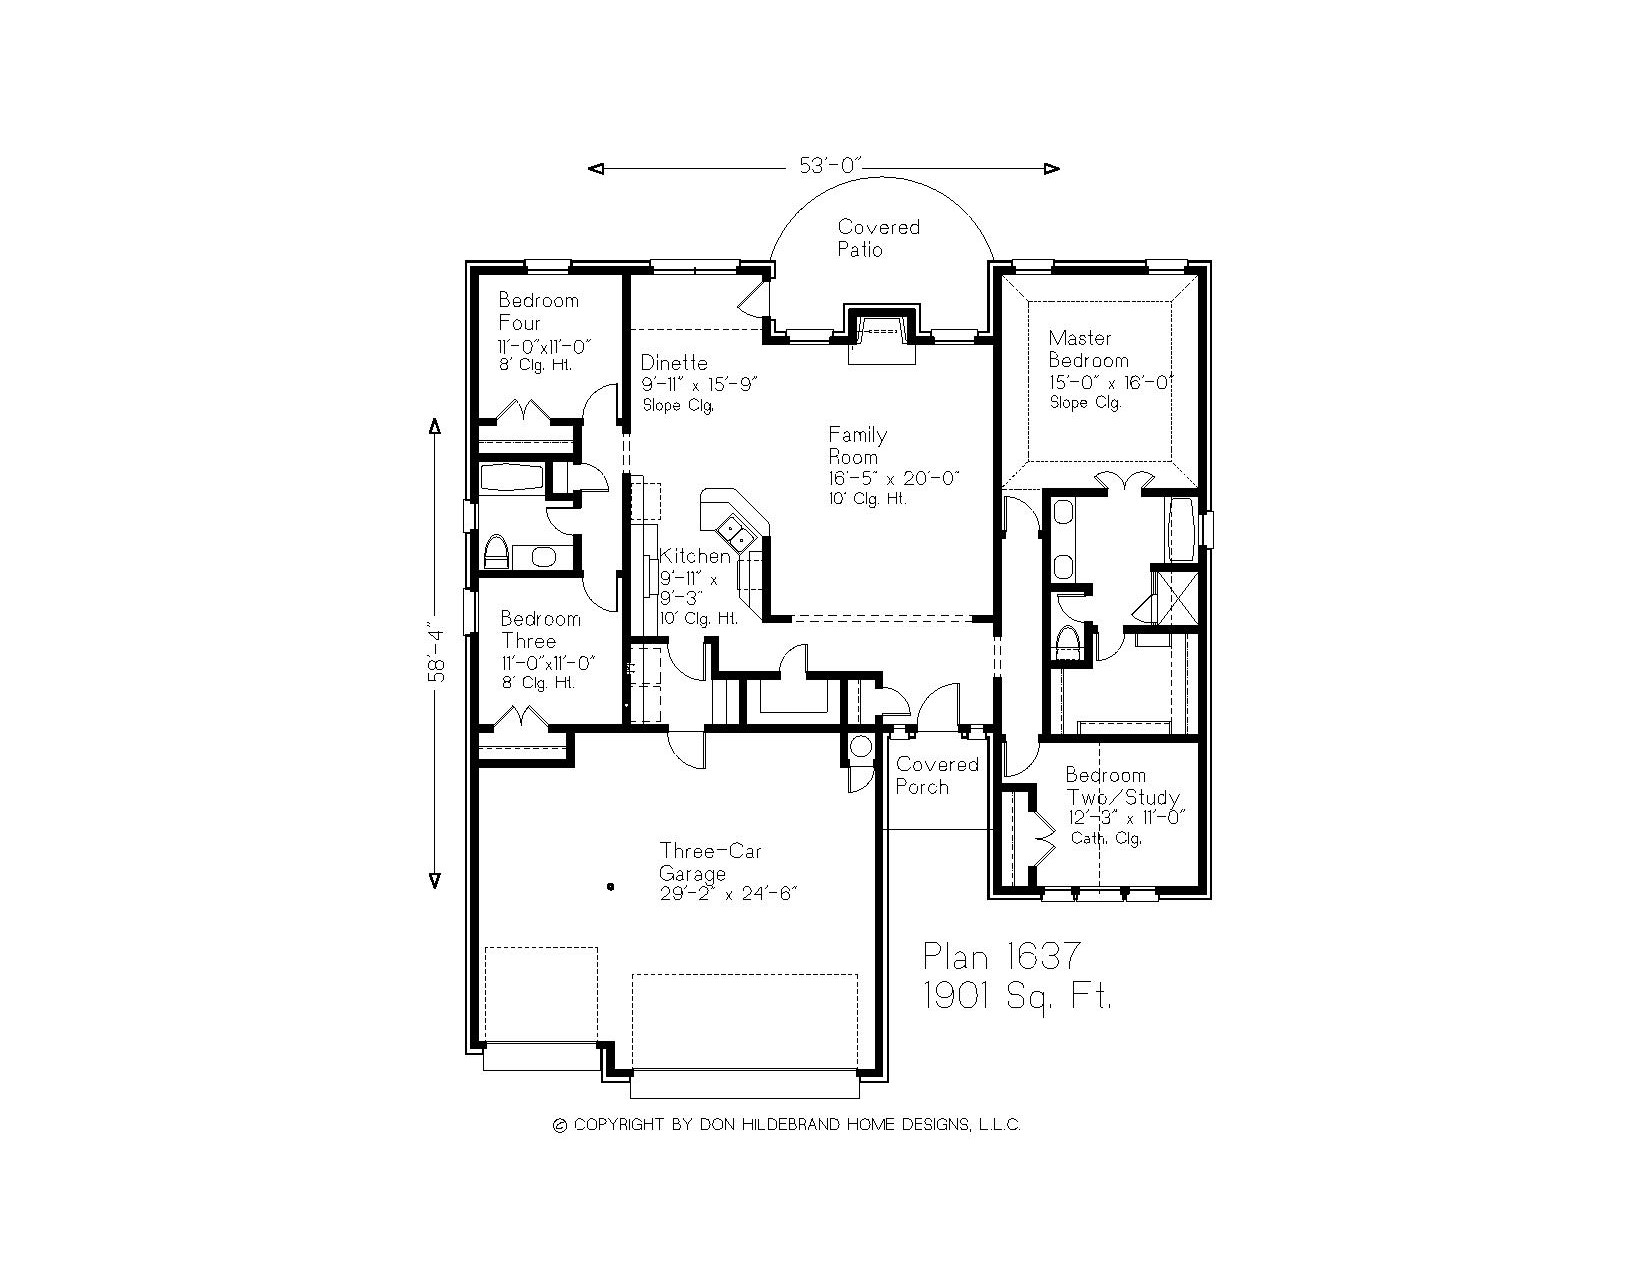 53'-0"
Covered
Patio
Bedroom
Four
11'-0"x11'-0"
8' Clg. Ht.
Dinette
9'-11" x 15'-9"
Slope Clg.
Master
Bedroom
15'-0" x 16'-0"
Slope Clg.
Family
Room
16'-5" x 20'-0"
10' Clg. Ht.
Kitchen
9'-11" x
9'-3"
10' Clg. Ht.
58'-4"
Bedroom
Three
11'-0"x11'-0"
8' Clg. Ht.
Covered
Porch
Bedroom
Two/Study
12'-3" x 11'-0"
Cath. Clg.
Three-Car
Garage
29'-2" x 24'-6"
Plan 1637
1901 Sq. Ft.
© COPYRIGHT BY DON HILDEBRAND HOME DESIGNS, L.L.C.